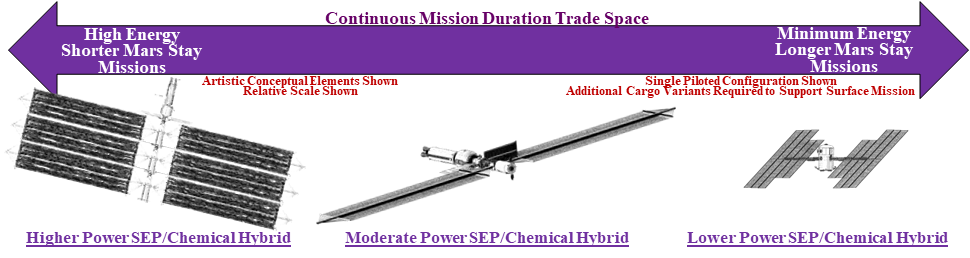 Continuous Mission Duration Trade Space
High Energy
Shorter Mars Stay
Missions
Minimum Energy
Longer Mars Stay
Missions
Artistic Conceptual Elements Shown
Relative Scale Shown
Single Piloted Configuration Shown
Additional Cargo Variants Required to Support Surface Mission
Higher Power SEP/Chemical Hybrid
Moderate Power SEP/Chemical Hybrid
Lower Power SEP/Chemical Hybrid